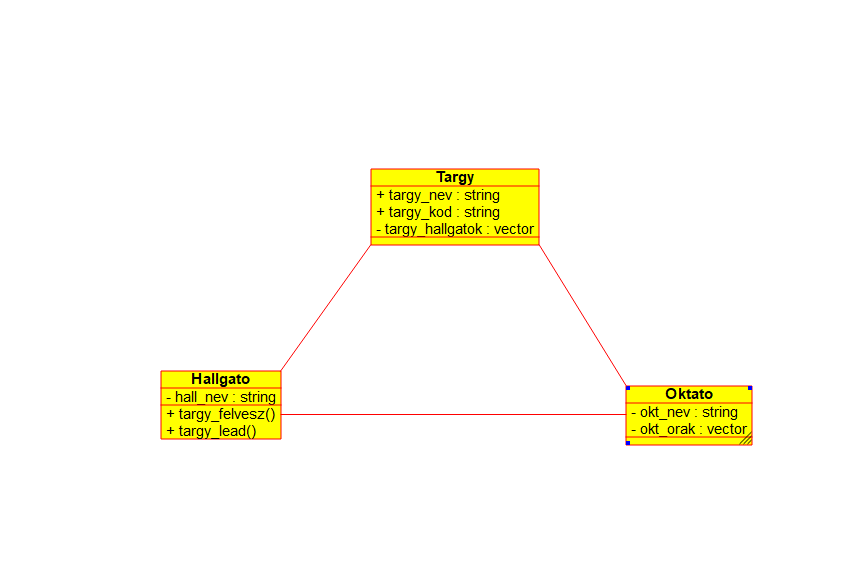 Targy
+ targy_nev : string
+ targy_kod : string
- targy_hallgatok : vector
Hallgato
- hall_nev : string
+ targy_felvesz()
+ targy_lead()
Oktato
- okt_nev : string
- okt_orak : vector